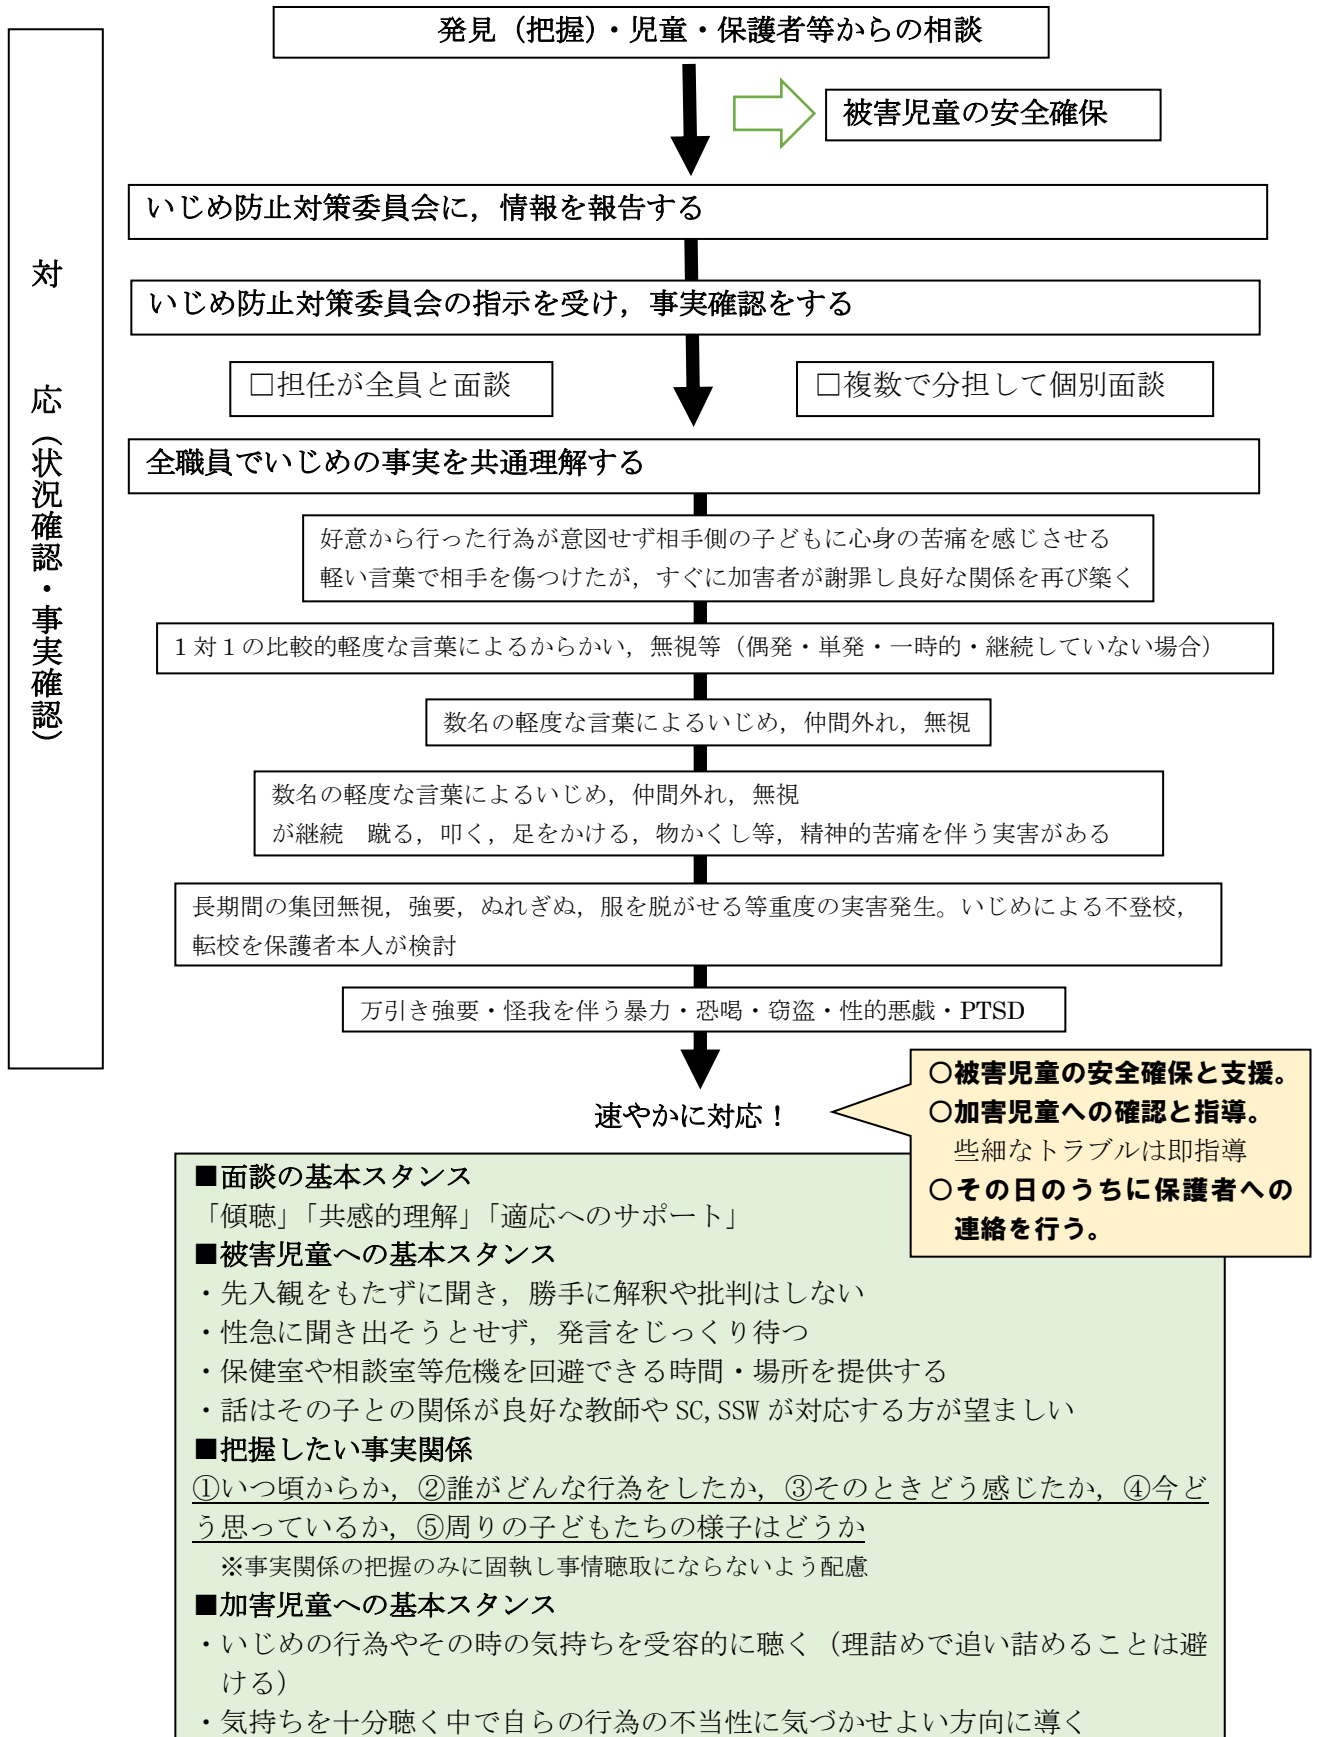 発見（把握）・児童・保護者等からの相談
被害児童の安全確保
対　応（状況確認・事実確認）
いじめ防止対策委員会に，情報を報告する
いじめ防止対策委員会の指示を受け，事実確認をする
□担任が全員と面談
□複数で分担して個別面談
全職員でいじめの事実を共通理解する
好意から行った行為が意図せず相手側の子どもに心身の苦痛を感じさせる
軽い言葉で相手を傷つけたが，すぐに加害者が謝罪し良好な関係を再び築く
１対１の比較的軽度な言葉によるからかい，無視等（偶発・単発・一時的・継続していない場合）
数名の軽度な言葉によるいじめ，仲間外れ，無視
数名の軽度な言葉によるいじめ，仲間外れ，無視
が継続　蹴る，叩く，足をかける，物かくし等，精神的苦痛を伴う実害がある
長期間の集団無視，強要，ぬれぎぬ，服を脱がせる等重度の実害発生。いじめによる不登校，
転校を保護者本人が検討
万引き強要・怪我を伴う暴力・恐喝・窃盗・性的悪戯・PTSD
速やかに対応！
○被害児童の安全確保と支援。
○加害児童への確認と指導。
些細なトラブルは即指導
○その日のうちに保護者への
連絡を行う。
■面談の基本スタンス
「傾聴」「共感的理解」「適応へのサポート」
■被害児童への基本スタンス
・先入観をもたずに聞き，勝手に解釈や批判はしない
・性急に聞き出そうとせず，発言をじっくり待つ
・保健室や相談室等危機を回避できる時間・場所を提供する
・話はその子との関係が良好な教師や SC,SSW が対応する方が望ましい
■把握したい事実関係
①いつ頃からか，②誰がどんな行為をしたか，③そのときどう感じたか，④今ど
う思っているか，⑤周りの子どもたちの様子はどうか
※事実関係の把握のみに固執し事情聴取にならないよう配慮
■加害児童への基本スタンス
・いじめの行為やその時の気持ちを受容的に聴く（理詰めで追い詰めることは避
ける）
・気持ちを十分聴く中で自らの行為の不当性に気づかせよい方向に導く